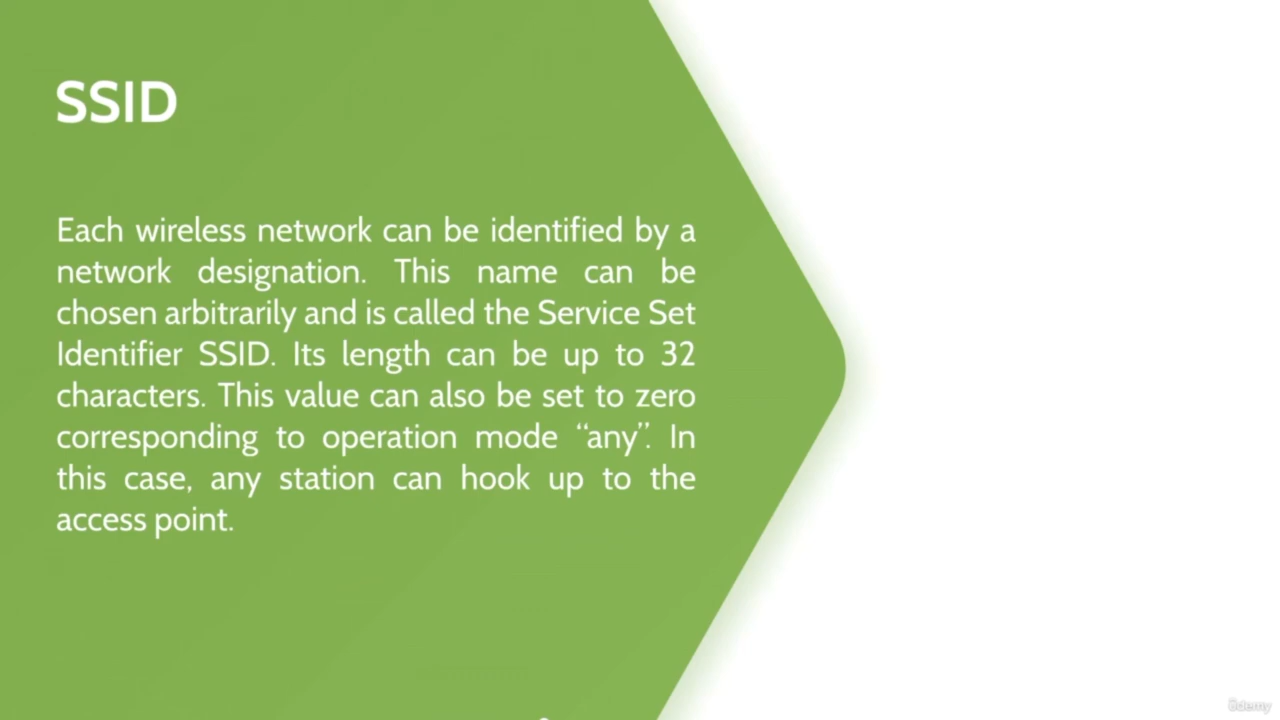 SSID
Each wireless network can be identified by a
network designation. This name can be
chosen arbitrarily and is called the Service Set
Identifier SSID. Its length can be up to 32
characters. This value can also be set to zero
corresponding to operation mode “any”. In
this case, any station can hook up to the
access point.
ûdemy